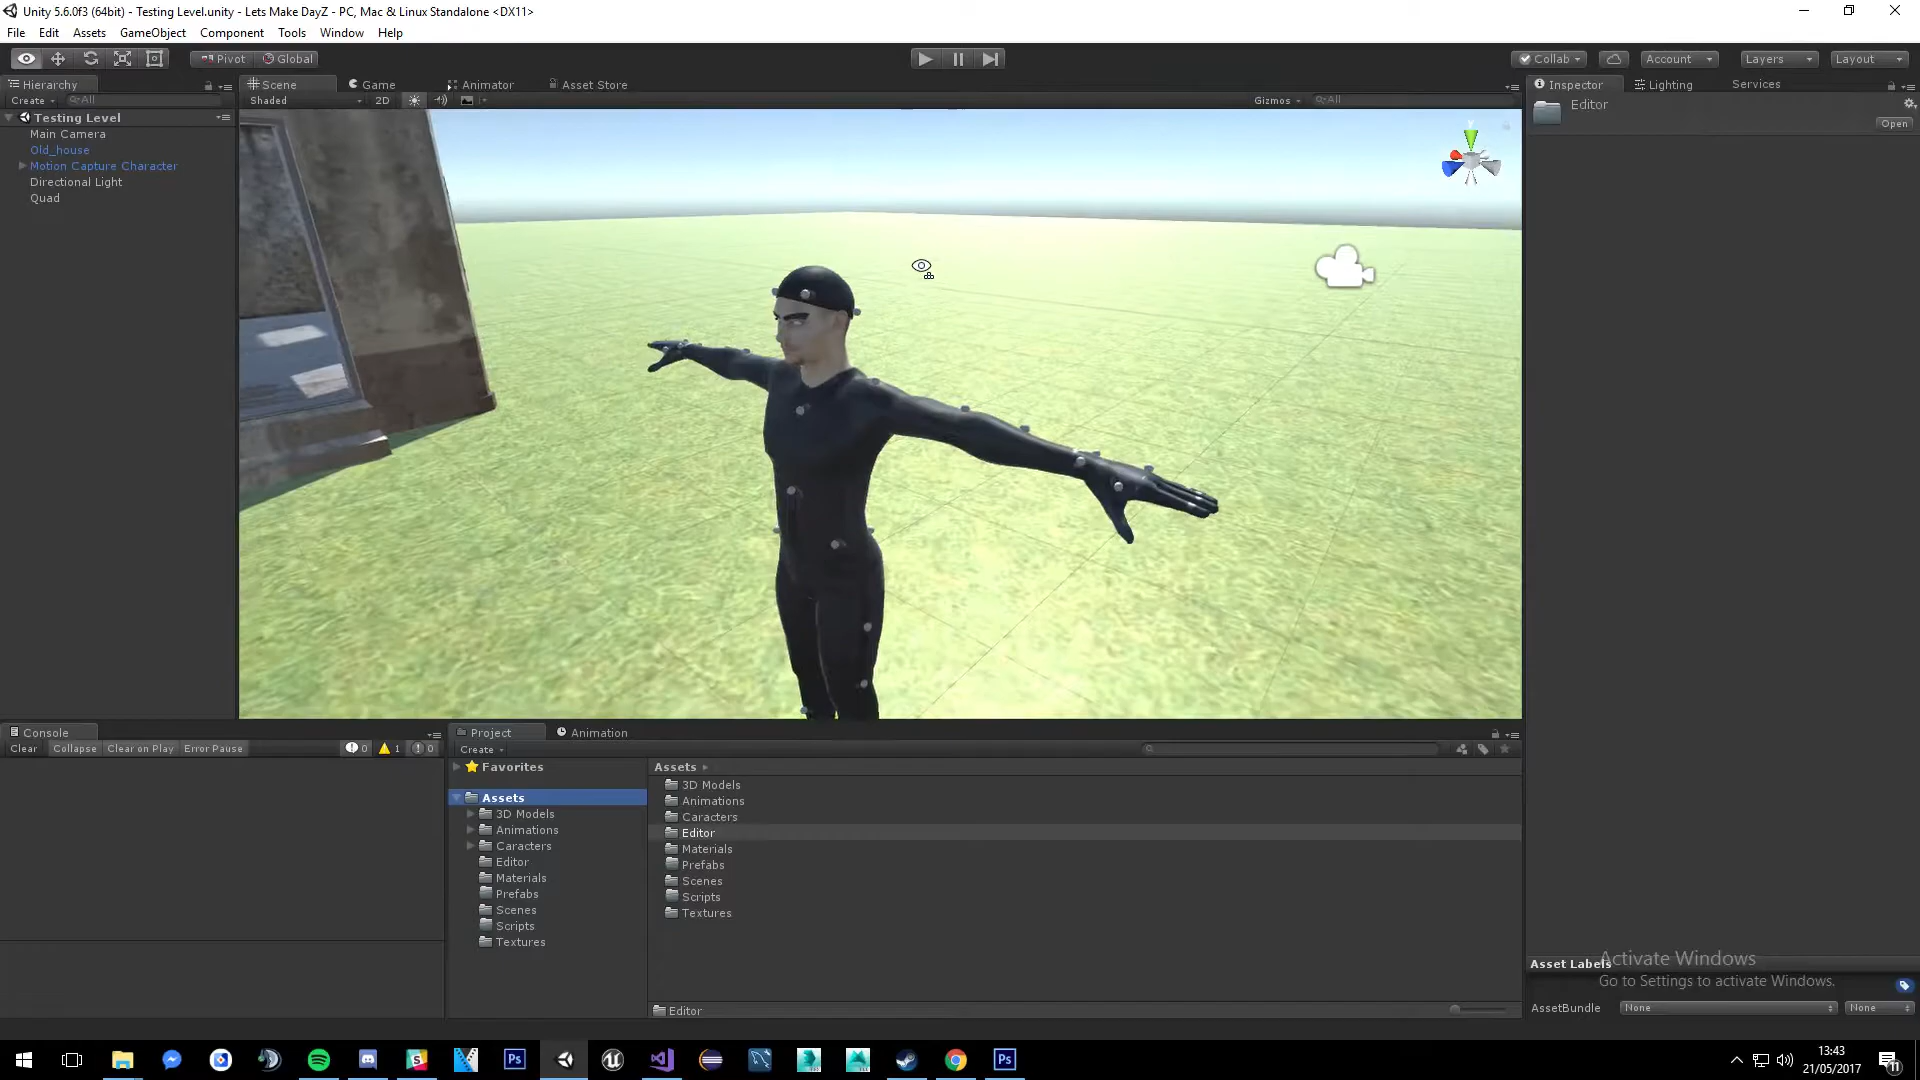 Unity 5.6.0f3 (64bit) - Testing Level.unity - Lets Make DayZ - PC, Mac & Linux Standalone <DX11>
File Edit Assets GameObject Component Tools Window Help
Pivot Global Collab Account Layers Layout
Hierarchy
Create All
Testing Level
Main Camera
Old_house
Motion Capture Character
Directional Light
Quad
Scene Game Animator Asset Store
Shaded 2D Gizmos All
Inspector Lighting Services
Editor
Open
Console
Clear Collapse Clear on Play Error Pause 0 1 0
Project Animation
Create
Favorites
Assets
3D Models
Animations
Caracters
Editor
Materials
Prefabs
Scenes
Scripts
Textures
Assets
3D Models
Animations
Caracters
Editor
Materials
Prefabs
Scenes
Scripts
Textures
Editor
Activate Windows
Asset Labels
Go to Settings to activate Windows.
AssetBundle None None
Ps Ps
13:43
21/05/2017
11